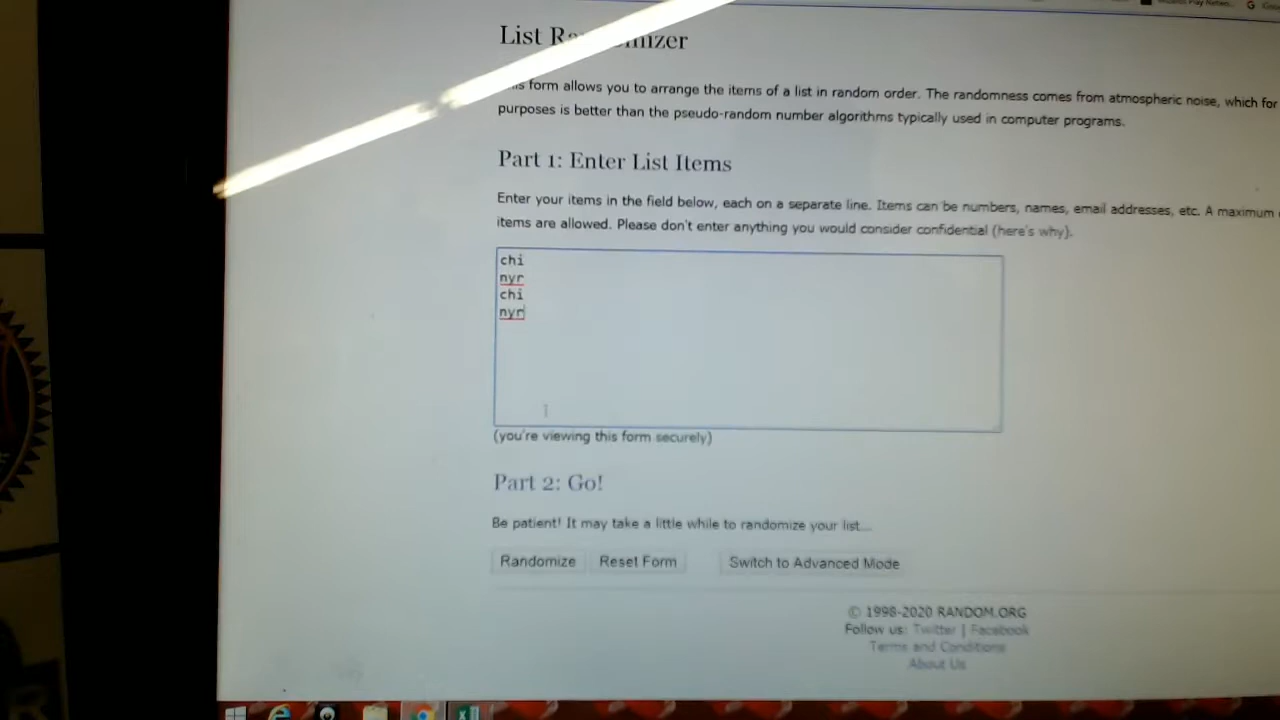 List
This form allows you to arrange the items of a list in random order. The randomness comes from atmospheric noise, which for
purposes is better than the pseudo-random number algorithms typically used in computer programs.
Part 1: Enter List Items
Enter your items in the field below, each on a separate line. Items can be numbers, names, email addresses, etc. A maximum
items are allowed. Please don't enter anything you would consider confidential (here's why).
chi
nyr
chi
nyr
(you're viewing this form securely)
Part 2: Go!
Be patient! It may take a little while to randomize your list...
Randomize Reset Form Switch to Advanced Mode
© 1998-2020 RANDOM.ORG
Follow us: Twitter | Facebook
Terms and Conditions
About Us